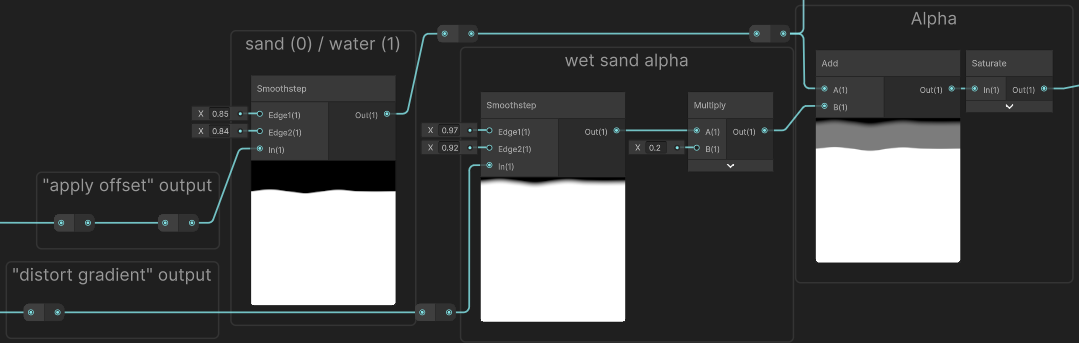 "apply offset" output
"distort gradient" output
sand (0) / water (1)
Smoothstep
X 0.85
Edge1(1)
Out(1)
X 0.84
Edge2(1)
In(1)
wet sand alpha
Smoothstep
X 0.97
Edge1(1)
Out(1)
X 0.92
Edge2(1)
In(1)
Multiply
A(1)
Out(1)
X 0.2
B(1)
Alpha
Add
A(1)
Out(1)
B(1)
Saturate
In(1)
Out(1)